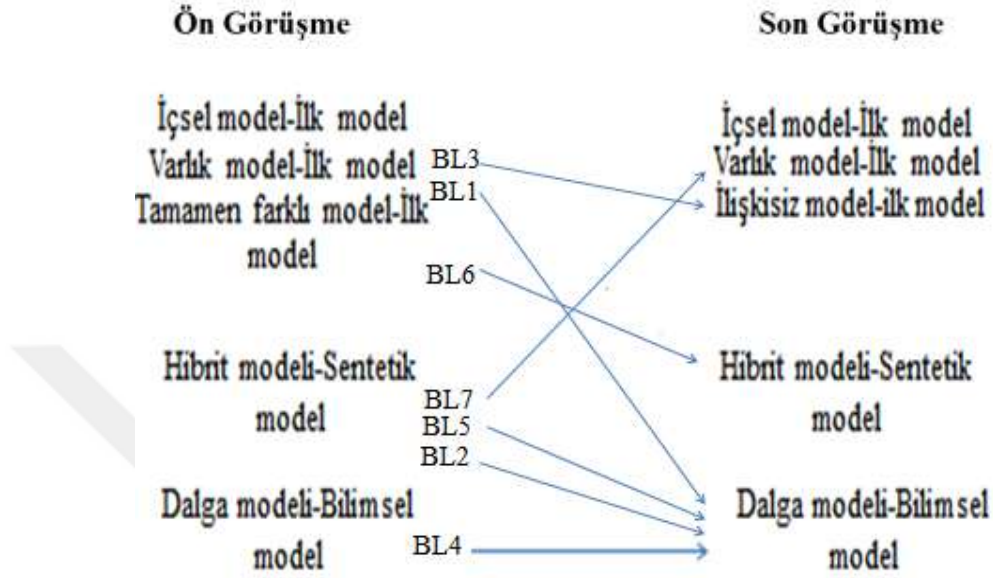 Ön Görüşme
Son Görüşme
İçsel model-İlk model
Varlık model-İlk model
Tamamen farklı model-İlk
model
BL3
BL1
BL6
İçsel model-İlk model
Varlık model-İlk model
İlişkisiz model-ilk model
Hibrit modeli-Sentetik
model
BL7
BL5
BL2
Hibrit modeli-Sentetik
model
Dalga modeli-Bilimsel
model
BL4
Dalga modeli-Bilimsel
model